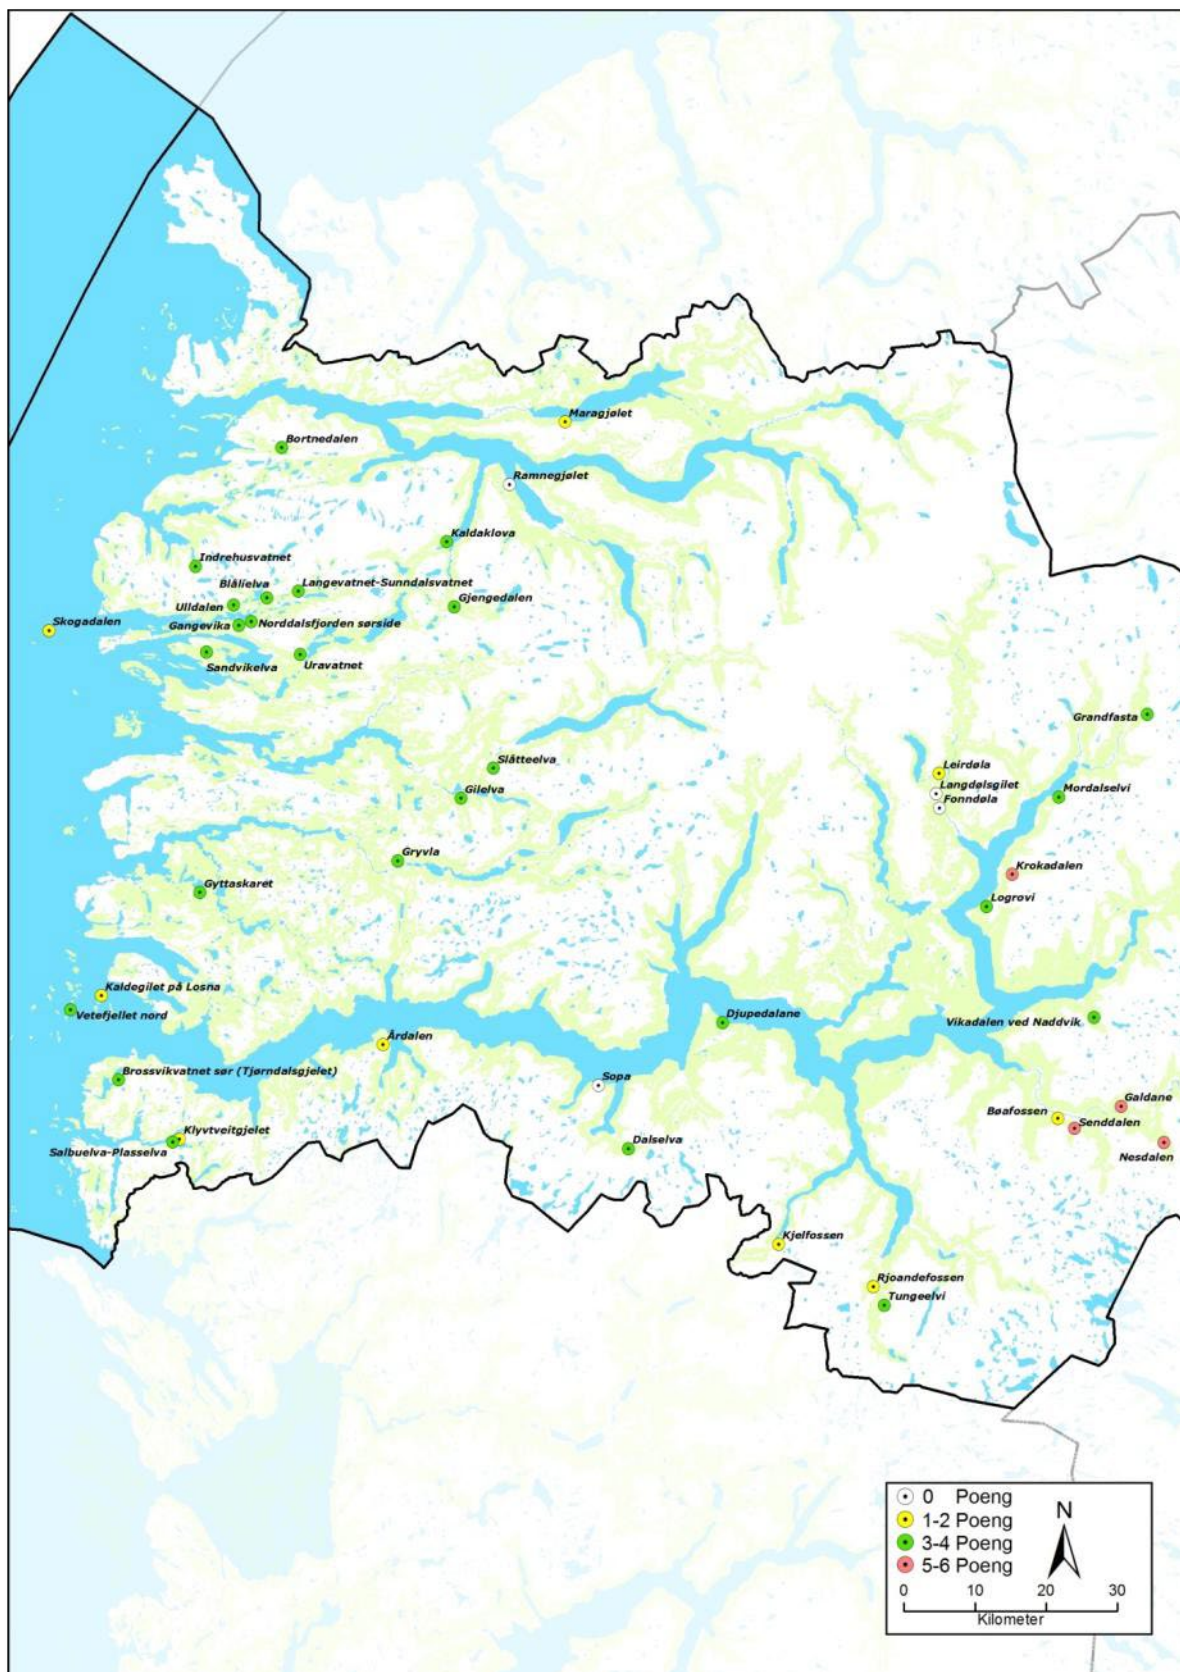 Maragjølet
Bortnedalen
Ramnegjølet
Kaldaklova
Indrehusvatnet
Langevatnet-Sunndalsvatnet
Blålielva
Gjengedalen
Ulldalen
Skogadalen
Gangevika
Norddalsfjorden sørside
Sandvikelva
Uravatnet
Grandfasta
Slåtteelva
Leirdøla
Gilelva
Langdølsgilet
Mordalselvi
Fonndøla
Gryvla
Krokadalen
Gyttaskaret
Logrovi
Kaldegilet på Losna
Vetefjellet nord
Djupedalane
Vikadalen ved Naddvik
Årdalen
Brossvikvatnet sør (Tjørndalsgjelet)
Sopa
Galdane
Bøafossen
Senddalen
Klyvtveitgjelet
Salbuelva-Plasselva
Dalselva
Nesdalen
Kjelfossen
Rjoandefossen
Tungeelvi
0 Poeng
1-2 Poeng
3-4 Poeng
5-6 Poeng
N
0 10 20 30
Kilometer